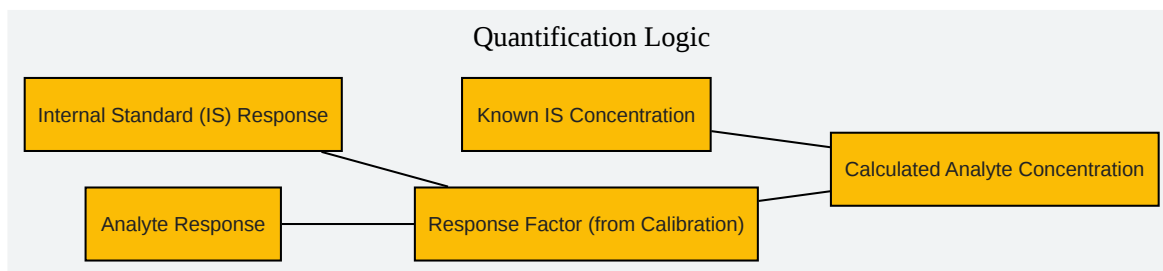 Quantification Logic
Internal Standard (IS) Response
Known IS Concentration
Calculated Analyte Concentration
Analyte Response
Response Factor (from Calibration)